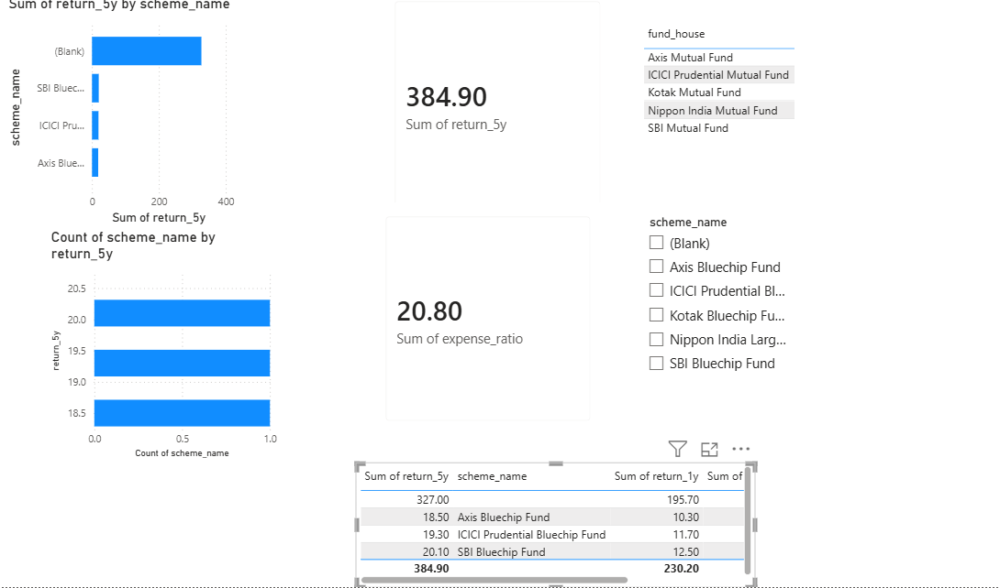 Sum of return_5y by scheme_name
scheme_name
(Blank)
SBI Bluec...
ICICI Pru...
Axis Blue...
0 200 400
Sum of return_5y
384.90
Sum of return_5y
fund_house
Axis Mutual Fund
ICICI Prudential Mutual Fund
Kotak Mutual Fund
Nippon India Mutual Fund
SBI Mutual Fund
Count of scheme_name by
return_5y
return_5y
20.5
20.0
19.5
19.0
18.5
0.0 0.5 1.0
Count of scheme_name
20.80
Sum of expense_ratio
scheme_name
(Blank)
Axis Bluechip Fund
ICICI Prudential Bl...
Kotak Bluechip Fu...
Nippon India Larg...
SBI Bluechip Fund
Sum of return_5y scheme_name Sum of return_1y Sum of
327.00 195.70
18.50 Axis Bluechip Fund 10.30
19.30 ICICI Prudential Bluechip Fund 11.70
20.10 SBI Bluechip Fund 12.50
384.90 230.20